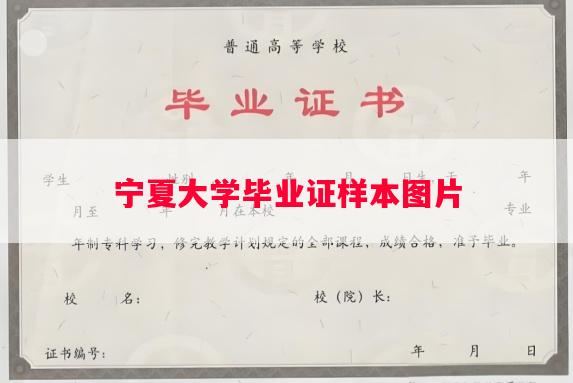 普通高等学校
毕业证书
学生 性别 年 月 日生,于 年
宁夏大学毕业证样本图片
月至 年 月在本校 专业
年制专科学习,修完教学计划规定的全部课程,成绩合格,准予毕业。
校 名: 校(院)长:
证书编号: 年 月 日